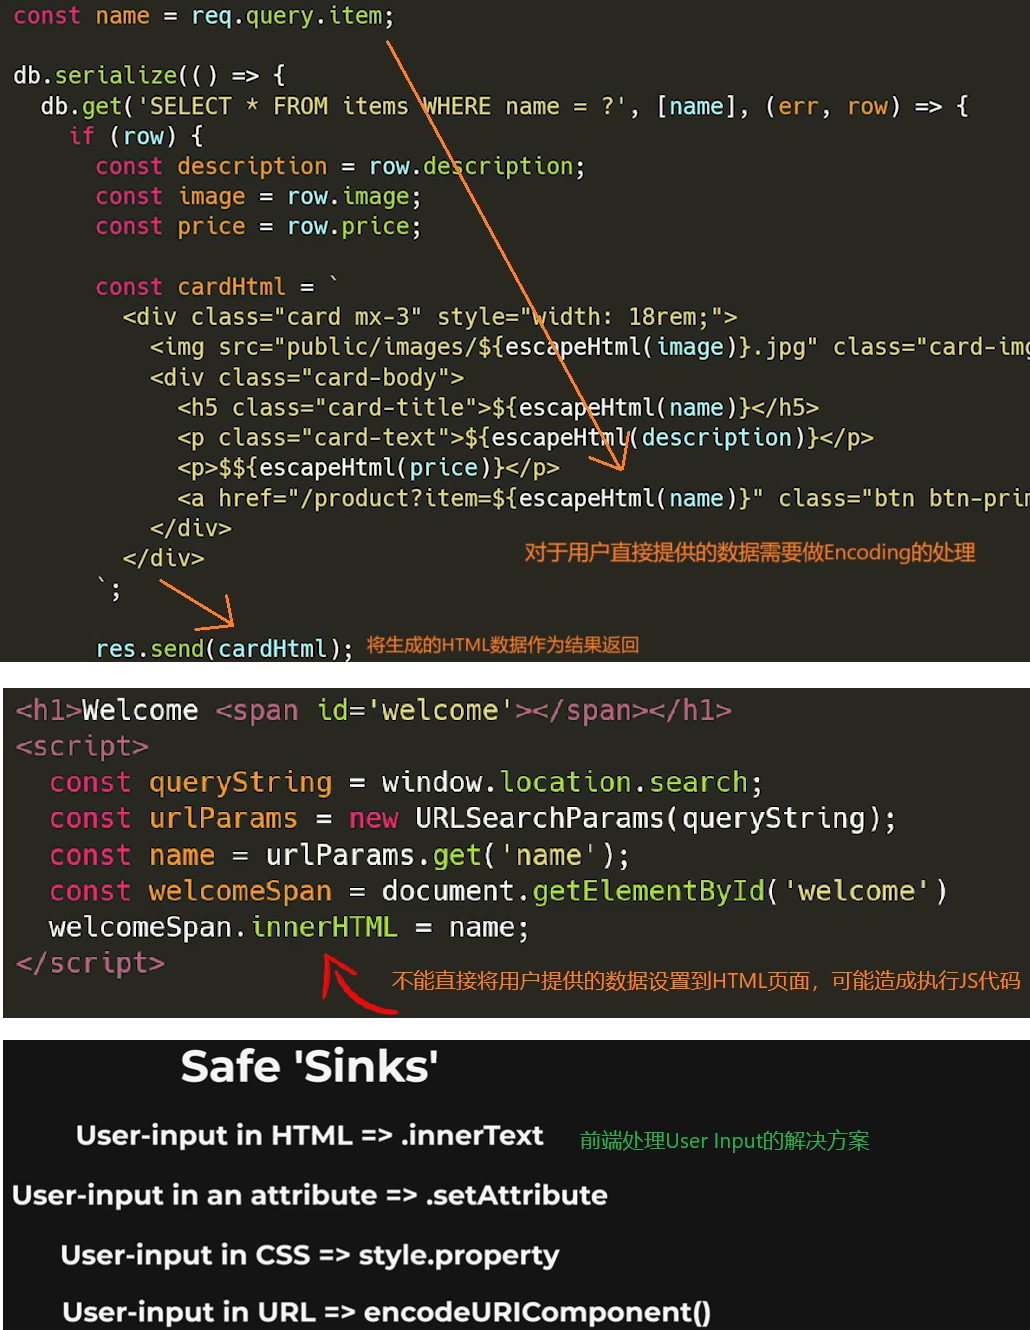 const name = req.query.item;
db.serialize(() => {
  db.get('SELECT * FROM items WHERE name = ?', [name], (err, row) => {
    if (row) {
      const description = row.description;
      const image = row.image;
      const price = row.price;
      const cardHtml = `
        <div class="card mx-3" style="width: 18rem;">
          <img src="public/images/${escapeHtml(image)}.jpg" class="card-img
          <div class="card-body">
            <h5 class="card-title">${escapeHtml(name)}</h5>
            <p class="card-text">${escapeHtml(description)}</p>
            <p>$${escapeHtml(price)}</p>
            <a href="/product?item=${escapeHtml(name)}" class="btn btn-prim
          </div>
对于用户直接提供的数据需要做Encoding的处理
        </div>
      `;
      res.send(cardHtml); 将生成的HTML数据作为结果返回
<h1>Welcome <span id='welcome'></span></h1>
<script>
  const queryString = window.location.search;
  const urlParams = new URLSearchParams(queryString);
  const name = urlParams.get('name');
  const welcomeSpan = document.getElementById('welcome')
  welcomeSpan.innerHTML = name;
</script>
不能直接将用户提供的数据设置到HTML页面，可能造成执行JS代码
Safe 'Sinks'
User-input in HTML => .innerText 前端处理User Input的解决方案
User-input in an attribute => .setAttribute
User-input in CSS => style.property
User-input in URL => encodeURIComponent()